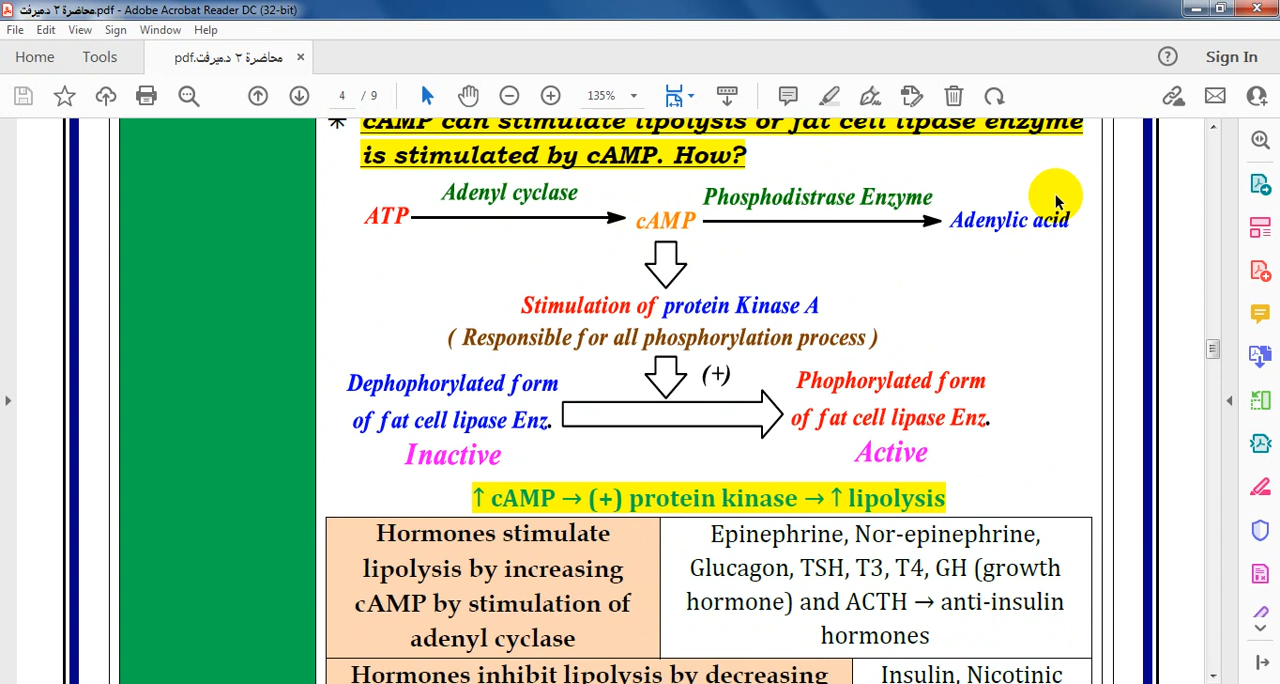 محاضرة ٢ د.ميرفت.pdf - Adobe Acrobat Reader DC (32-bit)
File Edit View Sign Window Help
Home Tools محاضرة ٢ د.ميرفت.pdf × Sign In
4 / 9 135%
* cAMP can stimulate lipolysis or fat cell lipase enzyme
is stimulated by cAMP. How?
Adenyl cyclase Phosphodistrase Enzyme
ATP cAMP Adenylic acid
Stimulation of protein Kinase A
( Responsible for all phosphorylation process )
(+)
Dephophorylated form Phophorylated form
of fat cell lipase Enz. of fat cell lipase Enz.
Inactive Active
↑ cAMP → (+) protein kinase → ↑ lipolysis
Hormones stimulate
lipolysis by increasing
cAMP by stimulation of
adenyl cyclase
Epinephrine, Nor-epinephrine,
Glucagon, TSH, T3, T4, GH (growth
hormone) and ACTH → anti-insulin
hormones
Hormones inhibit lipolysis by decreasing Insulin, Nicotinic